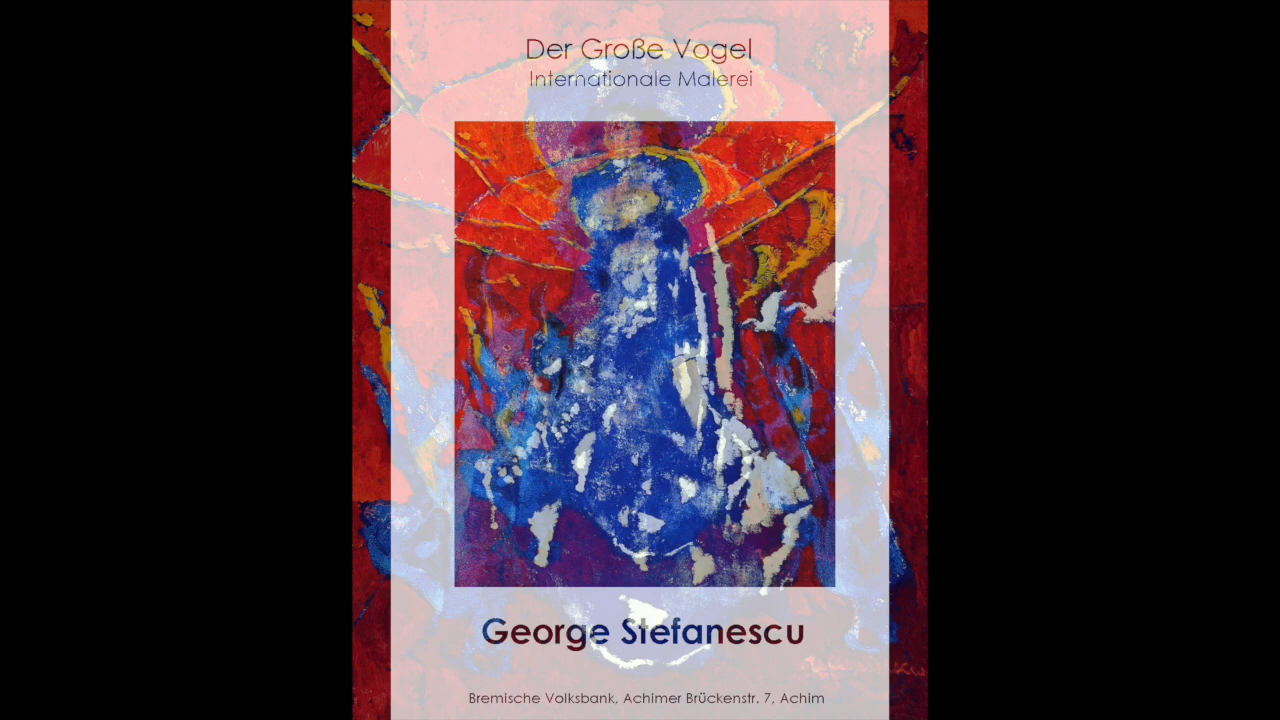 Der Große Vogel
Internationale Malerei
George Stefanescu
Bremische Volksbank, Achimer Brückenstr. 7, Achim